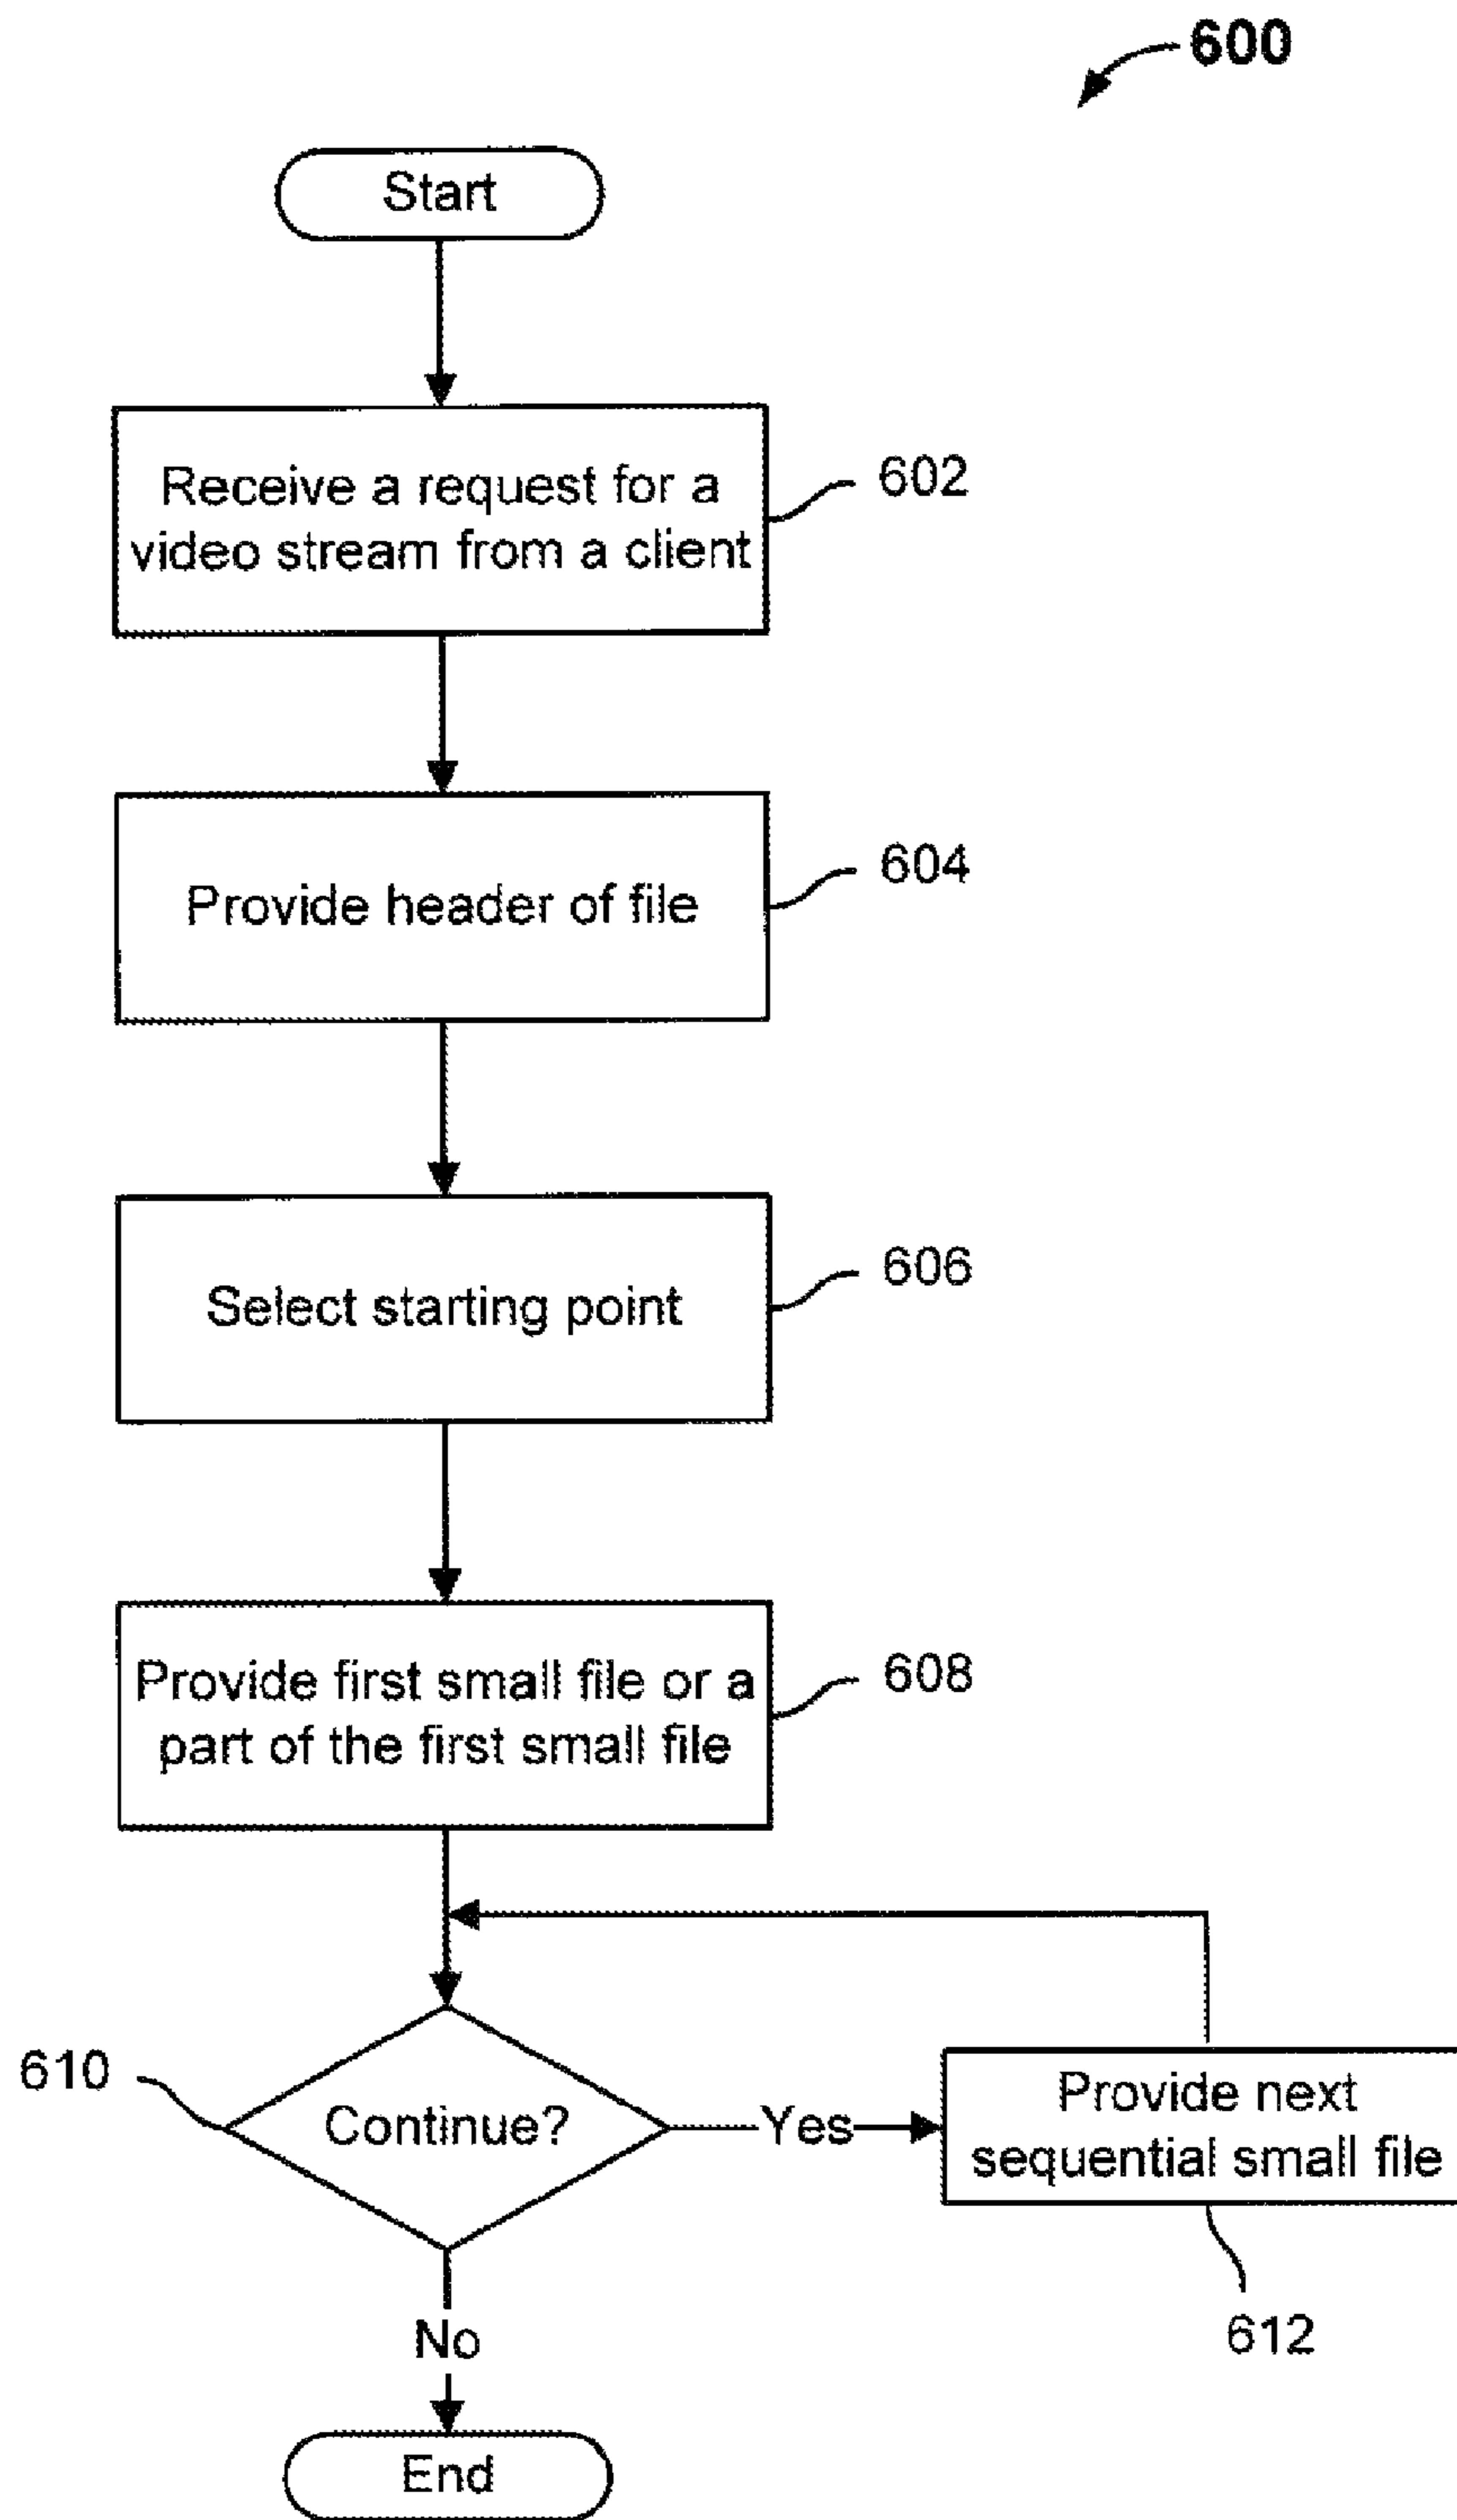 600
Start
Receive a request for a
video stream from a client
602
Provide header of file
604
Select starting point
606
Provide first small file or a
part of the first small file
608
610
Continue?
Yes
Provide next
sequential small file
612
No
End